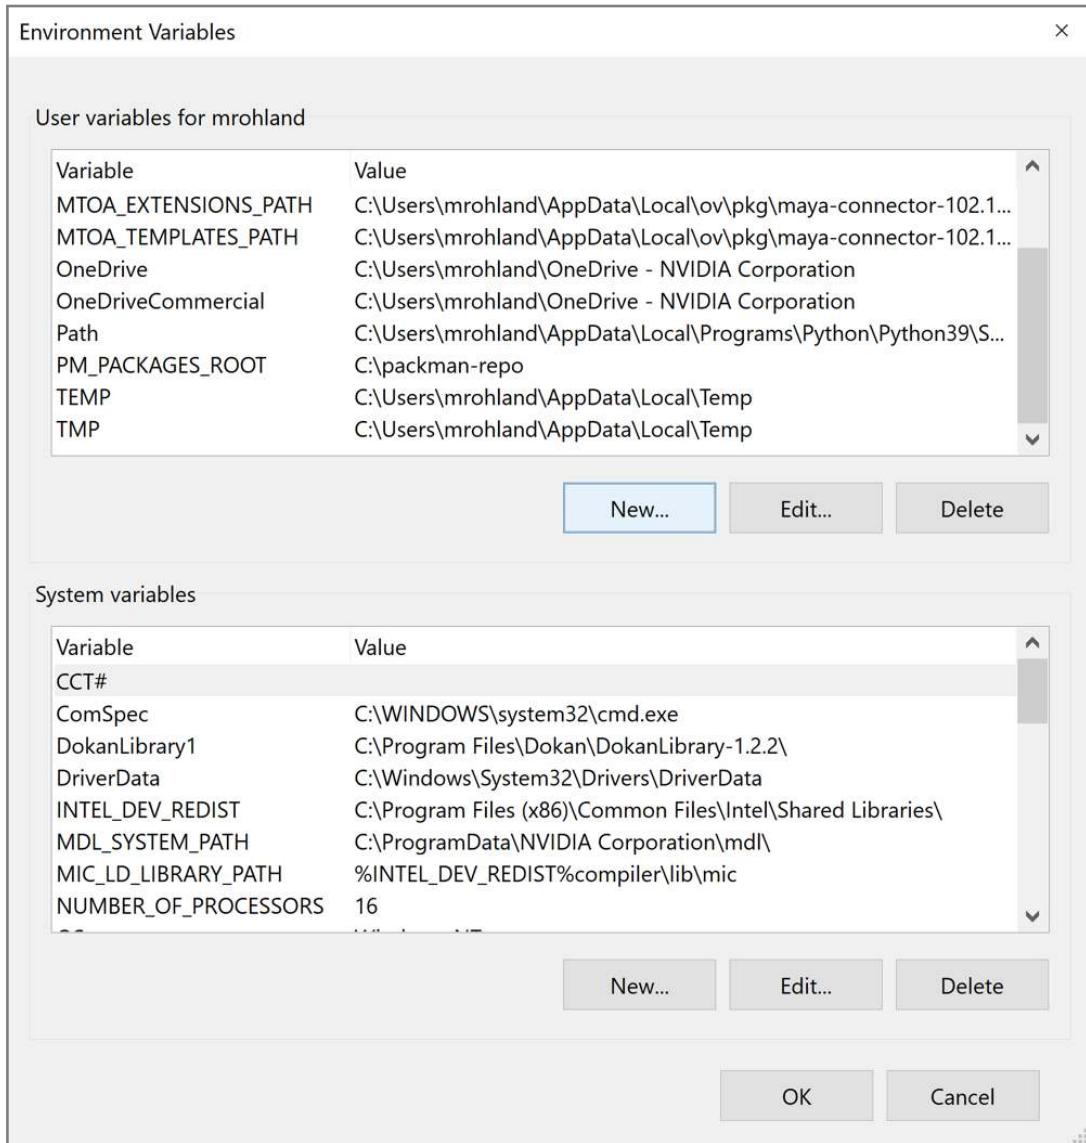 Environment Variables
User variables for mrohland
Variable Value
MTOA_EXTENSIONS_PATH C:\Users\mrohland\AppData\Local\ov\pkg\maya-connector-102.1...
MTOA_TEMPLATES_PATH C:\Users\mrohland\AppData\Local\ov\pkg\maya-connector-102.1...
OneDrive C:\Users\mrohland\OneDrive - NVIDIA Corporation
OneDriveCommercial C:\Users\mrohland\OneDrive - NVIDIA Corporation
Path C:\Users\mrohland\AppData\Local\Programs\Python\Python39\S...
PM_PACKAGES_ROOT C:\packman-repo
TEMP C:\Users\mrohland\AppData\Local\Temp
TMP C:\Users\mrohland\AppData\Local\Temp
New... Edit... Delete
System variables
Variable Value
CCT#
ComSpec C:\WINDOWS\system32\cmd.exe
DokanLibrary1 C:\Program Files\Dokan\DokanLibrary-1.2.2\
DriverData C:\Windows\System32\Drivers\DriverData
INTEL_DEV_REDIST C:\Program Files (x86)\Common Files\Intel\Shared Libraries\
MDL_SYSTEM_PATH C:\ProgramData\NVIDIA Corporation\mdl\
MIC_LD_LIBRARY_PATH %INTEL_DEV_REDIST%compiler\lib\mic
NUMBER_OF_PROCESSORS 16
New... Edit... Delete
OK Cancel